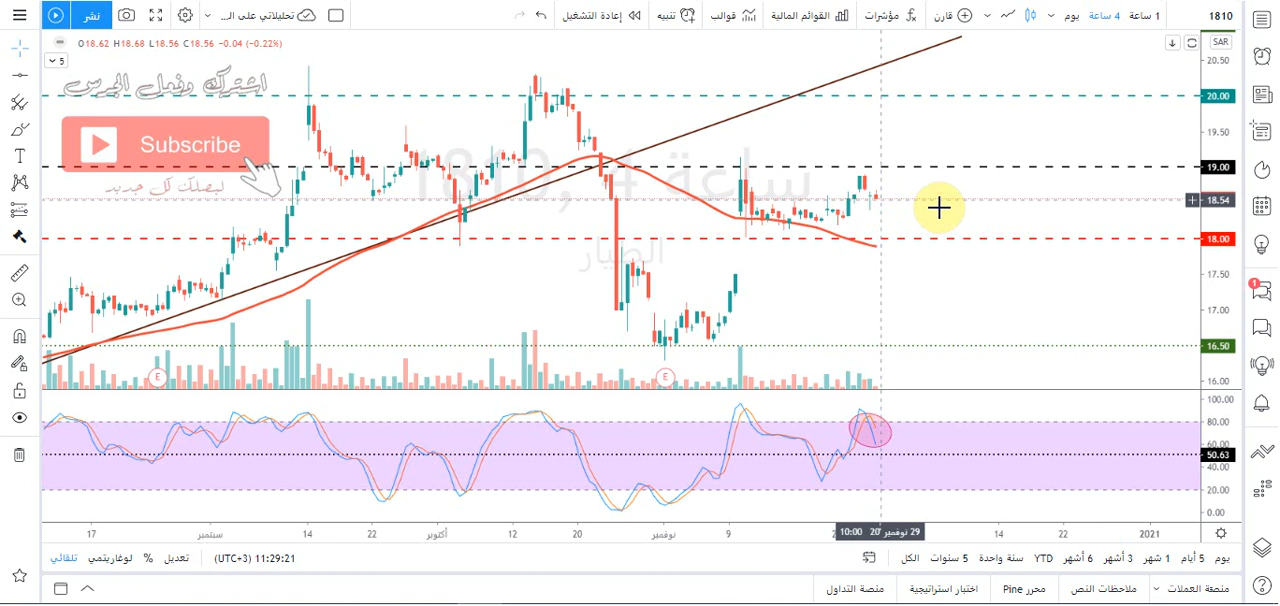 1810
1 ساعة
4 ساعة
يوم
قارن
مؤشرات
القوائم المالية
قوالب
تنبيه
إعادة التشغيل
تحليلاتي على الـ...
نشر
O18.62 H18.68 L18.56 C18.56 -0.04 (-0.22%)
SAR
5
اشترك وفعل الجرس
Subscribe
ليصلك كل جديد
1810, 4 ساعة
الطيار
20.50
20.00
19.50
19.00
18.54
18.00
17.50
17.00
16.50
16.00
E
E
1
100.00
80.00
60.00
50.63
40.00
20.00
17
سبتمبر
14
22
أكتوبر
12
20
نوفمبر
9
29 نوفمبر '20 10:00
14
22
2021
يوم
5 أيام
1 شهر
3 أشهر
6 أشهر
YTD
سنة واحدة
5 سنوات
الكل
11:29:21 (UTC+3)
تعديل
%
لوغاريتمي
تلقائي
منصة العملات
ملاحظات النص
محرر Pine
اختبار استراتيجية
منصة التداول